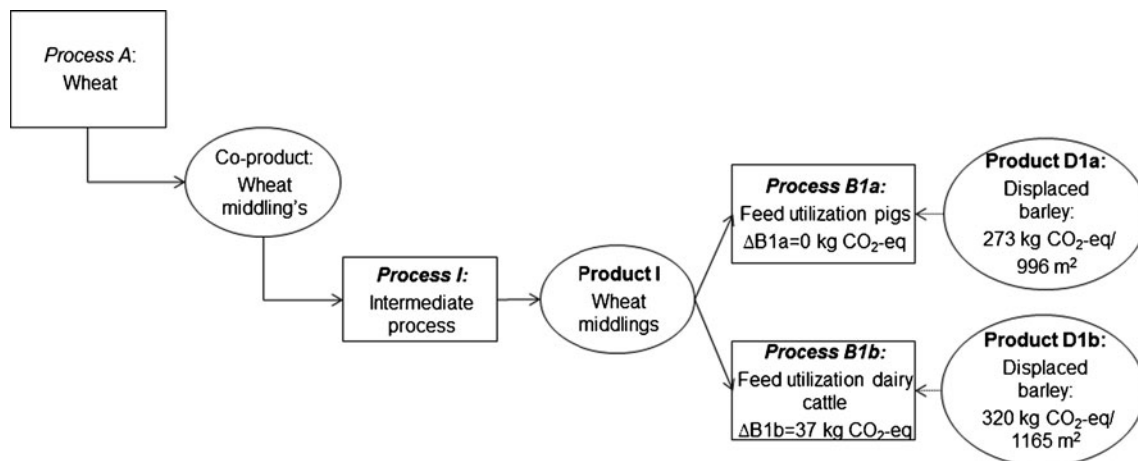 Process A:
Wheat
Co-product:
Wheat
middling's
Process I:
Intermediate
process
Product I
Wheat
middlings
Process B1a:
Feed utilization pigs
ΔB1a=0 kg CO₂-eq
Product D1a:
Displaced
barley:
273 kg CO₂-eq/
996 m²
Process B1b:
Feed utilization dairy
cattle
ΔB1b=37 kg CO₂-eq
Product D1b:
Displaced
barley:
320 kg CO₂-eq/
1165 m²